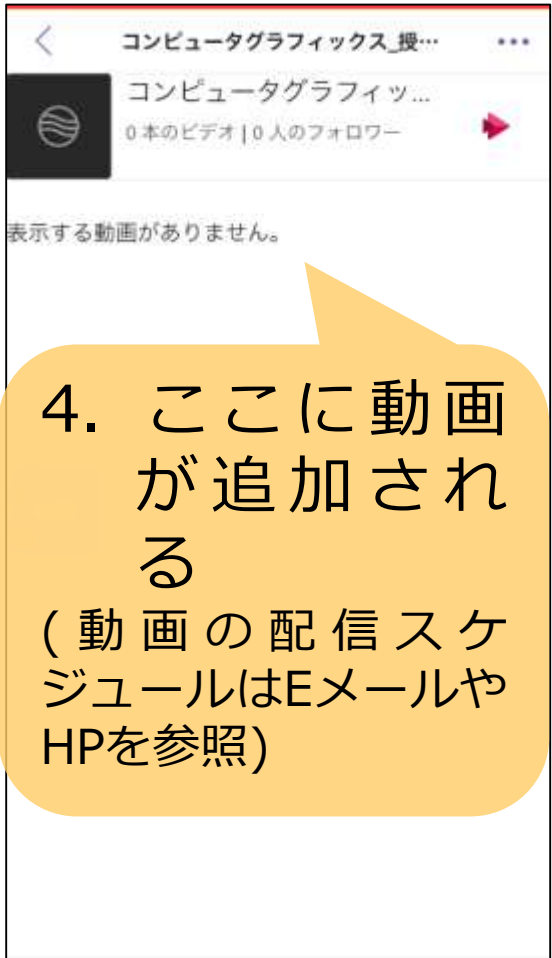 コンピュータグラフィックス_授…
コンピュータグラフィッ...
0 本のビデオ | 0 人のフォロワー
表示する動画がありません。
4. ここに動画
が追加され
る
(動画の配信スケ
ジュールはEメールや
HPを参照)